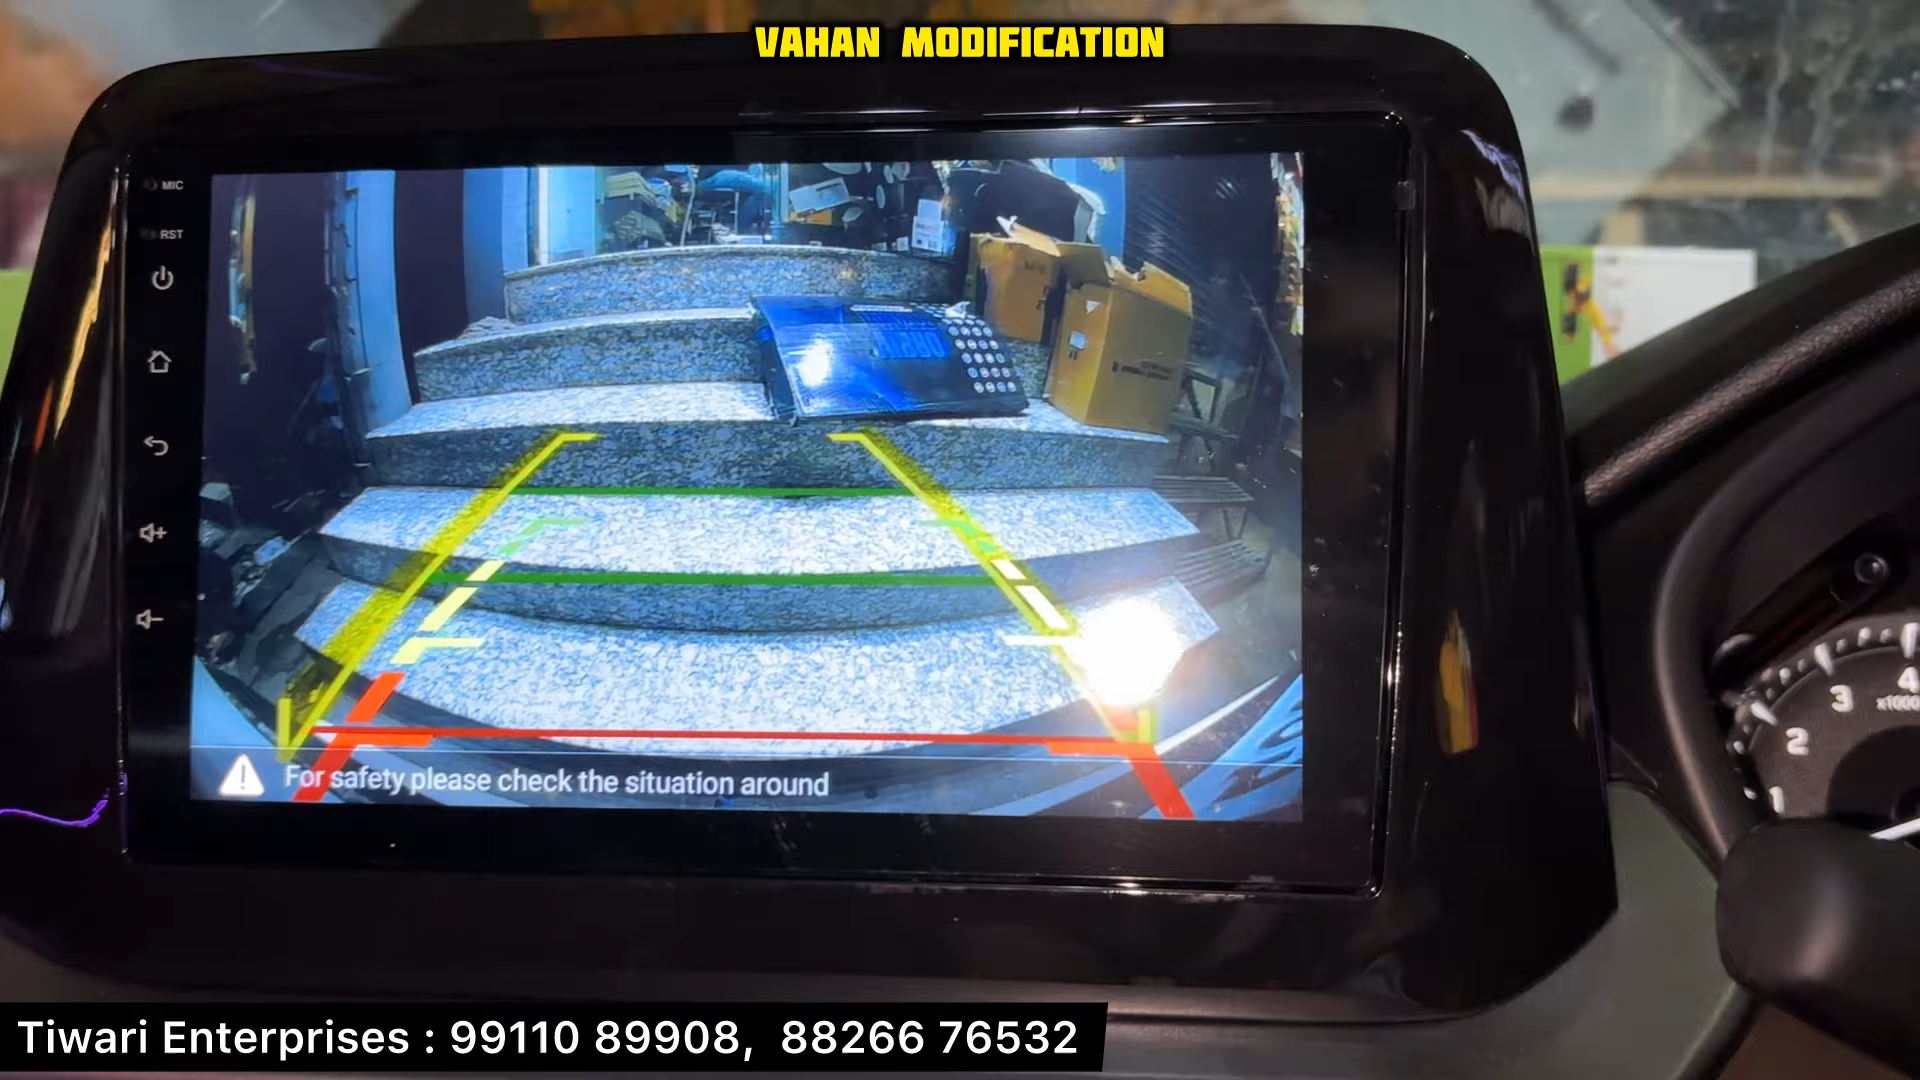 VAHAN MODIFICATION
MIC
RST
For safety please check the situation around
4
3
x1000
2
1
Tiwari Enterprises : 99110 89908, 88266 76532